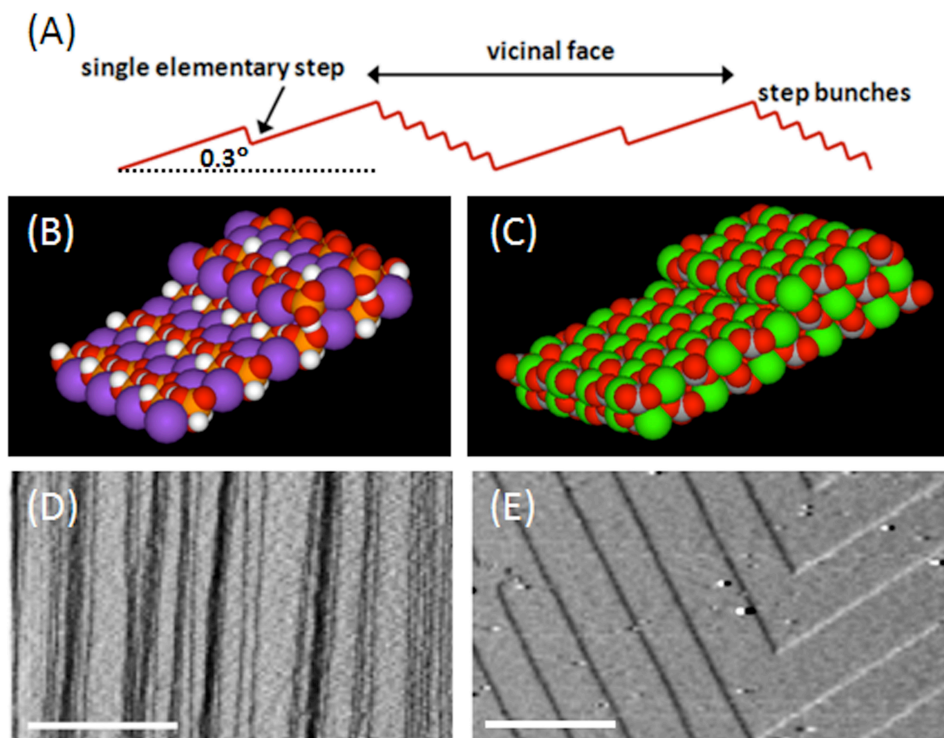 (A)
vicinal face
single elementary step
step bunches
0.3°
(B)
(C)
(D)
(E)